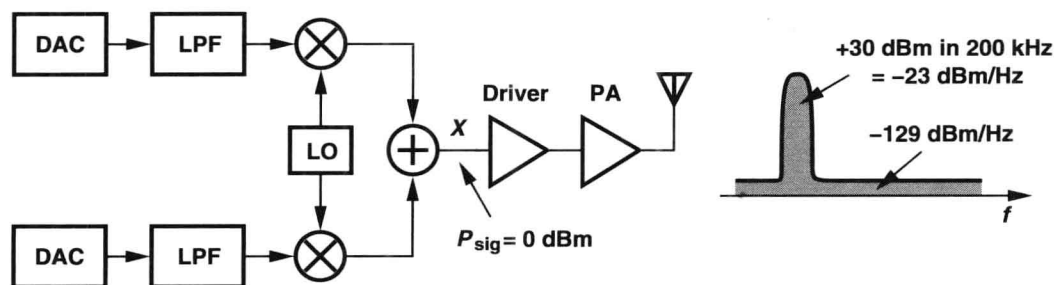 DAC
LPF
+30 dBm in 200 kHz
= −23 dBm/Hz
Driver
PA
X
LO
−129 dBm/Hz
f
Psig = 0 dBm
DAC
LPF